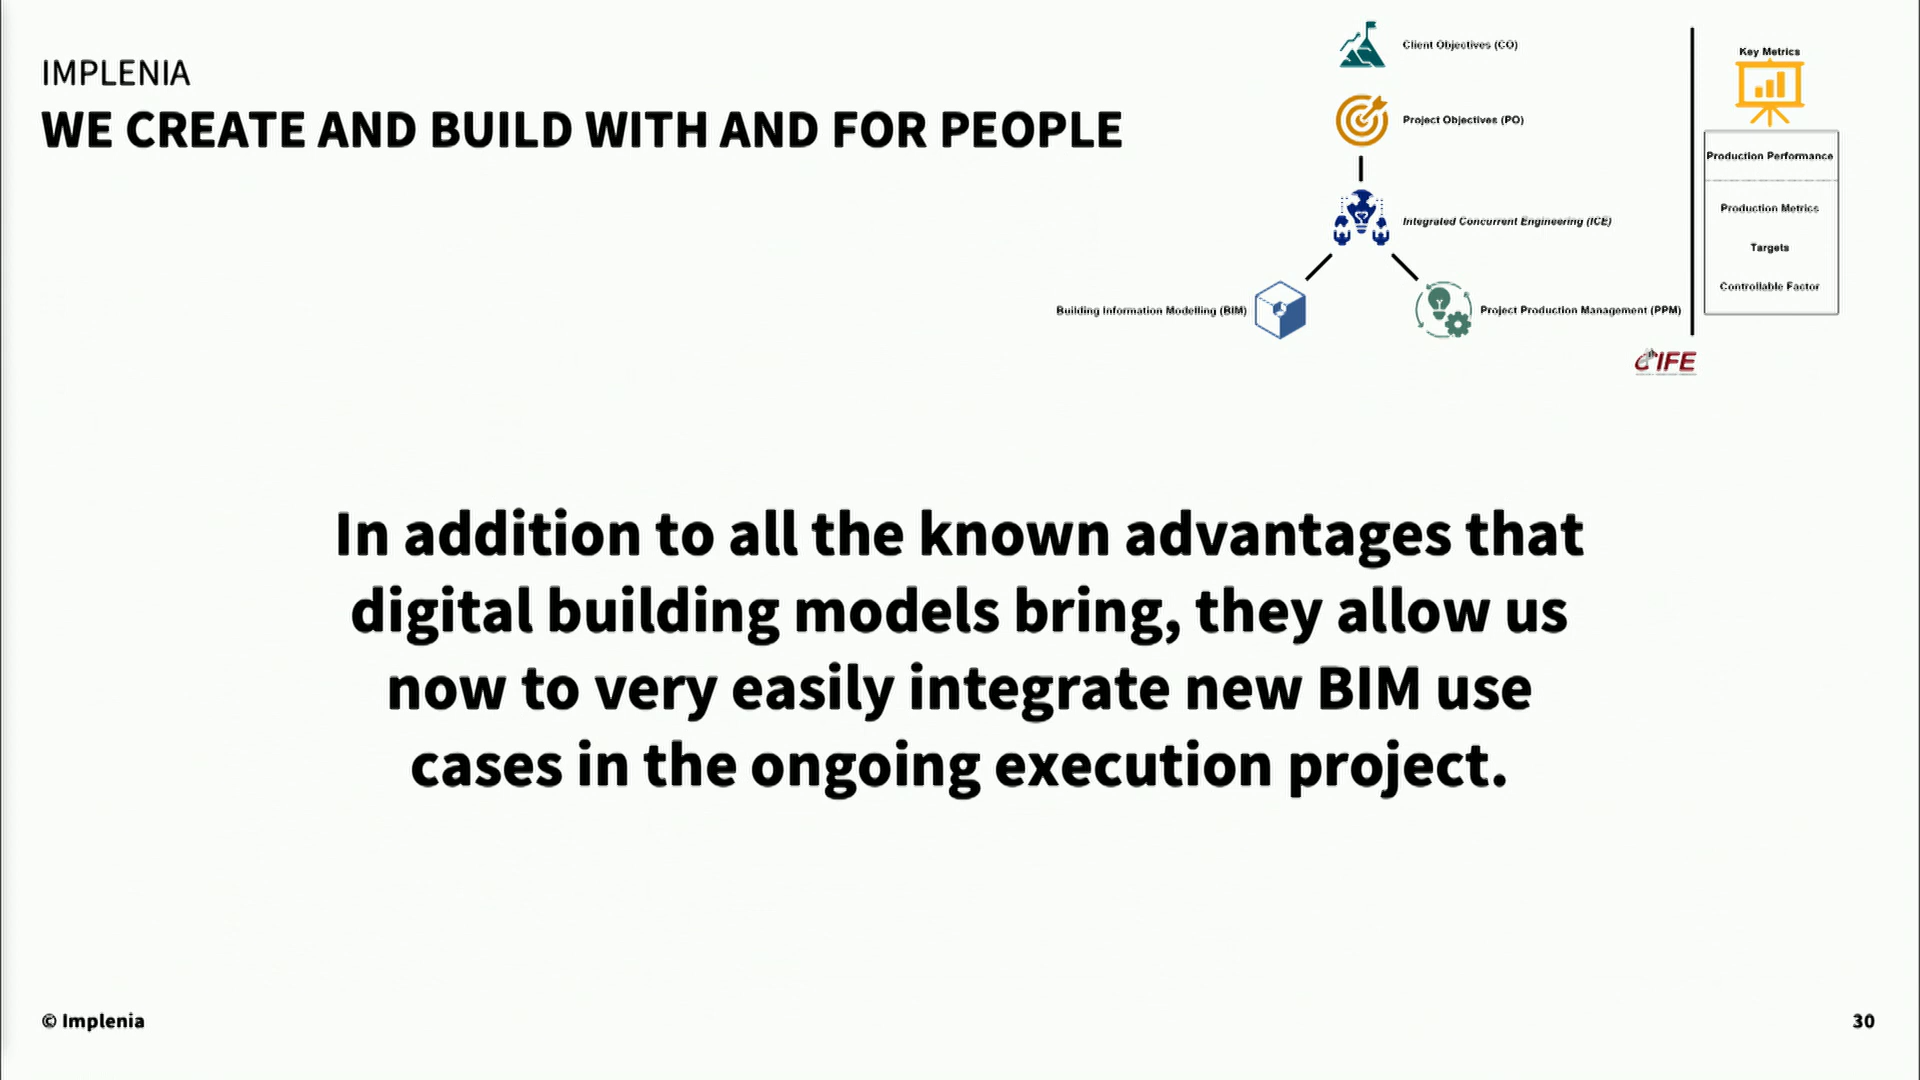 IMPLENIA
WE CREATE AND BUILD WITH AND FOR PEOPLE
Client Objectives (CO)
Project Objectives (PO)
Integrated Concurrent Engineering (ICE)
Building Information Modelling (BIM)
Project Production Management (PPM)
Key Metrics
Production Performance
Production Metrics
Targets
Controllable Factor
CIFE
In addition to all the known advantages that
digital building models bring, they allow us
now to very easily integrate new BIM use
cases in the ongoing execution project.
© Implenia
30